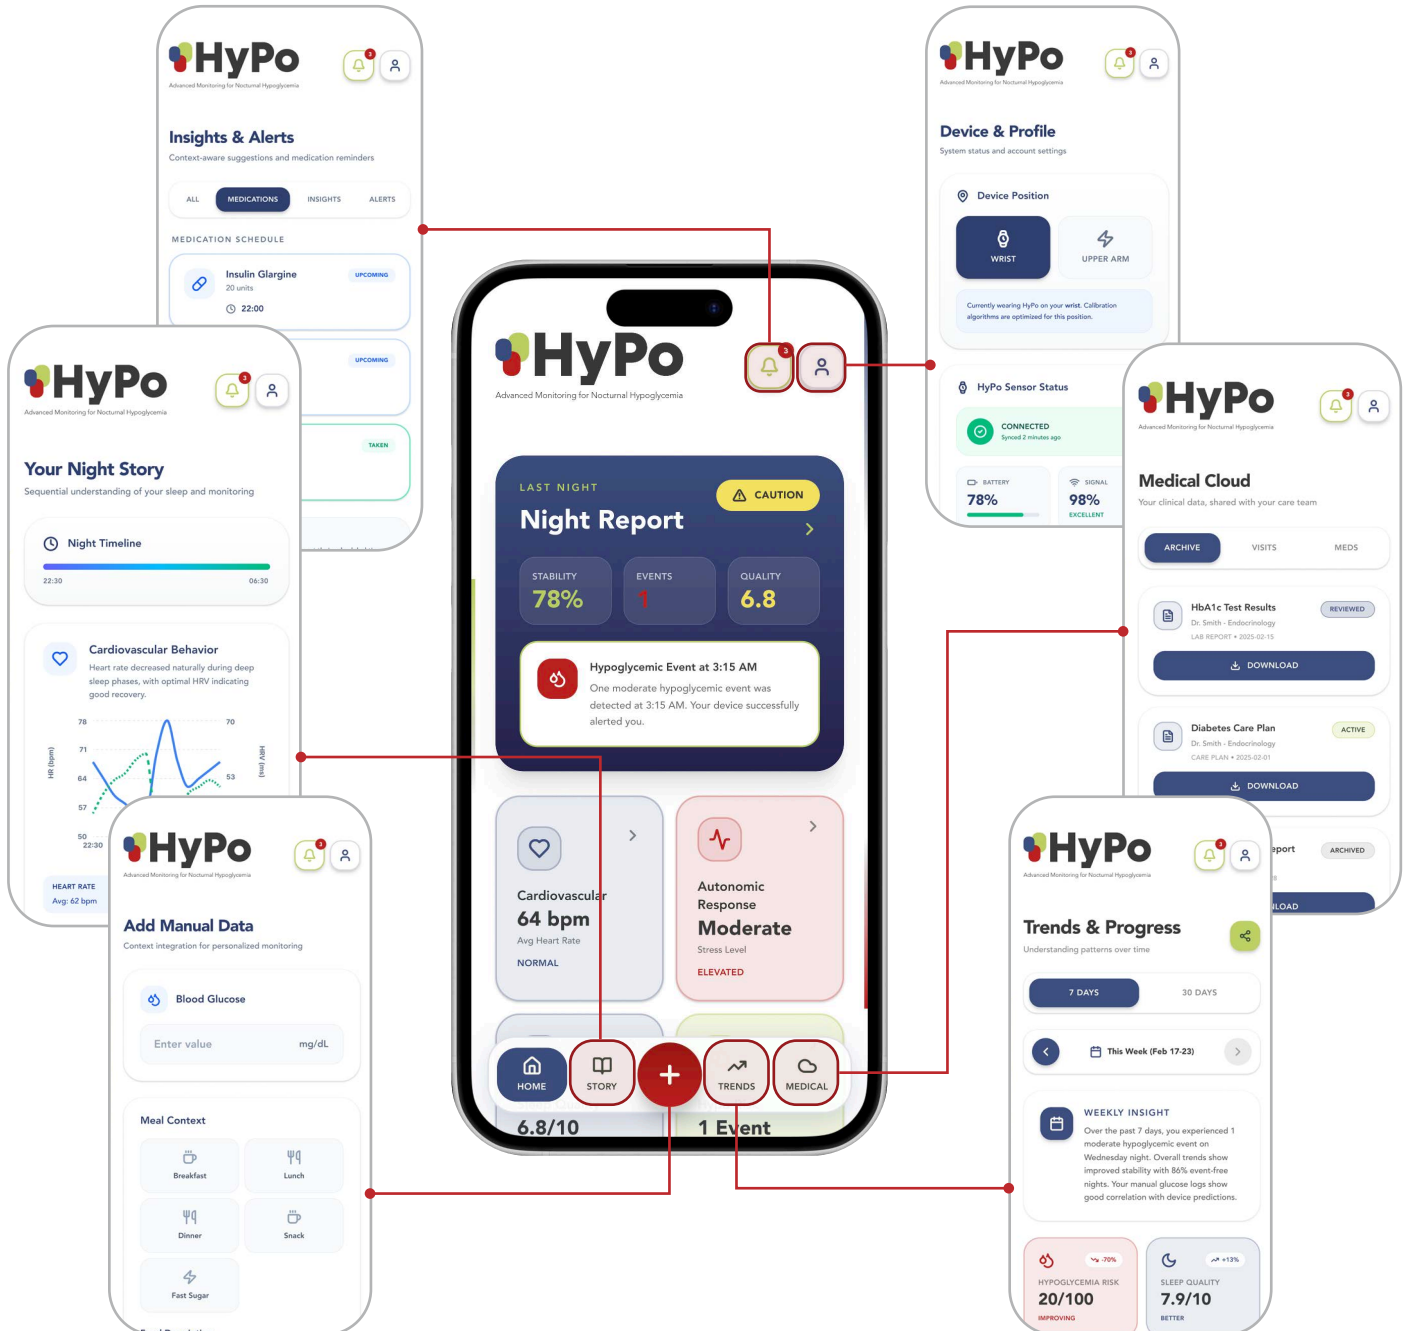 HyPo
3
Advanced Monitoring for Nocturnal Hypoglycemia
Insights & Alerts
Context-aware suggestions and medication reminders
ALL
MEDICATIONS
INSIGHTS
ALERTS
MEDICATION SCHEDULE
Insulin Glargine
UPCOMING
20 units
22:00
UPCOMING
TAKEN
HyPo
3
Advanced Monitoring for Nocturnal Hypoglycemia
Device & Profile
System status and account settings
Device Position
WRIST
UPPER ARM
Currently wearing HyPo on your wrist. Calibration
algorithms are optimized for this position.
HyPo Sensor Status
CONNECTED
Synced 2 minutes ago
BATTERY
78%
SIGNAL
98%
EXCELLENT
HyPo
3
Advanced Monitoring for Nocturnal Hypoglycemia
Your Night Story
Sequential understanding of your sleep and monitoring
Night Timeline
22:30
06:30
Cardiovascular Behavior
Heart rate decreased naturally during deep
sleep phases, with optimal HRV indicating
good recovery.
78
71
64
57
50
HR (bpm)
70
53
HRV (ms)
22:30
HEART RATE
Avg: 62 bpm
HyPo
3
Advanced Monitoring for Nocturnal Hypoglycemia
LAST NIGHT
CAUTION
Night Report
STABILITY
78%
EVENTS
1
QUALITY
6.8
Hypoglycemic Event at 3:15 AM
One moderate hypoglycemic event was
detected at 3:15 AM. Your device successfully
alerted you.
Cardiovascular
64 bpm
Avg Heart Rate
NORMAL
Autonomic
Response
Moderate
Stress Level
ELEVATED
HOME
STORY
TRENDS
MEDICAL
6.8/10
1 Event
HyPo
3
Advanced Monitoring for Nocturnal Hypoglycemia
Medical Cloud
Your clinical data, shared with your care team
ARCHIVE
VISITS
MEDS
HbA1c Test Results
REVIEWED
Dr. Smith - Endocrinology
LAB REPORT • 2025-02-15
DOWNLOAD
Diabetes Care Plan
ACTIVE
Dr. Smith - Endocrinology
CARE PLAN • 2025-02-01
DOWNLOAD
ARCHIVED
HyPo
3
Advanced Monitoring for Nocturnal Hypoglycemia
Add Manual Data
Context integration for personalized monitoring
Blood Glucose
Enter value
mg/dL
Meal Context
Breakfast
Lunch
Dinner
Snack
Fast Sugar
HyPo
3
Advanced Monitoring for Nocturnal Hypoglycemia
Trends & Progress
Understanding patterns over time
7 DAYS
30 DAYS
This Week (Feb 17-23)
WEEKLY INSIGHT
Over the past 7 days, you experienced 1
moderate hypoglycemic event on
Wednesday night. Overall trends show
improved stability with 86% event-free
nights. Your manual glucose logs show
good correlation with device predictions.
-70%
HYPOGLYCEMIA RISK
20/100
IMPROVING
+13%
SLEEP QUALITY
7.9/10
BETTER